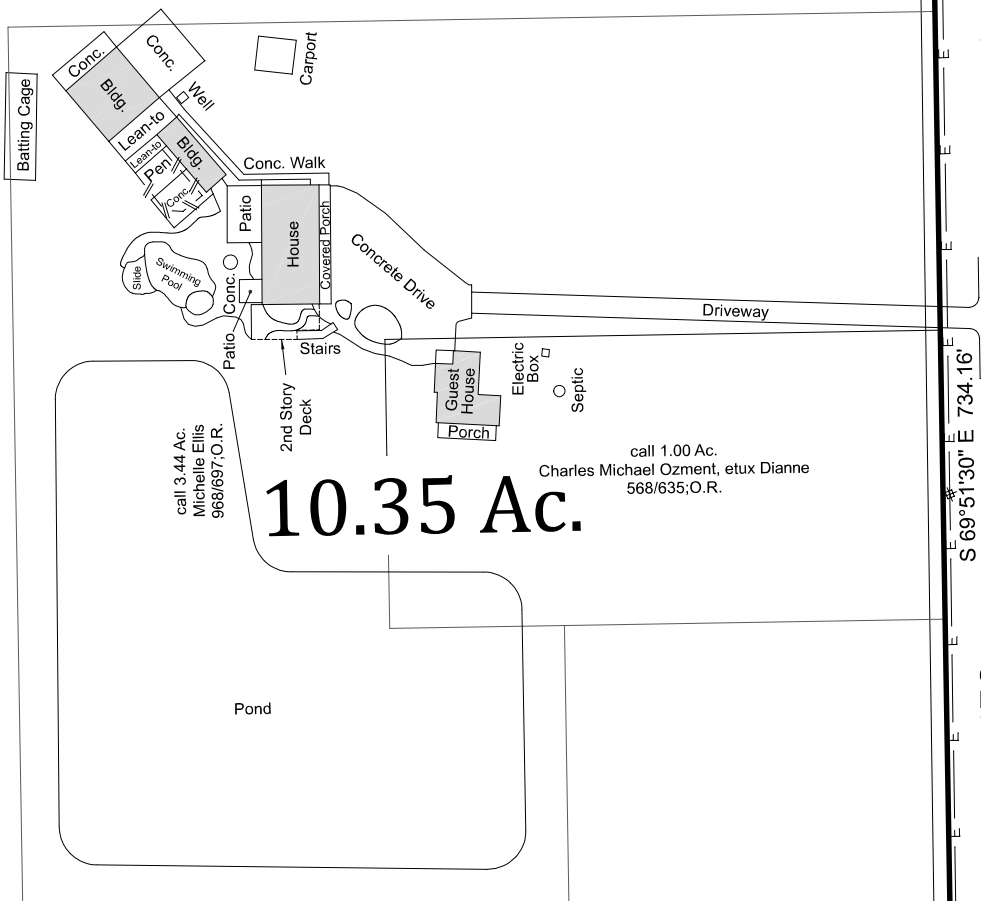 Conc.
Conc.
Carport
Bldg.
Batting Cage
Well
Lean-to
Lean-to
Bldg.
Pen
Conc.
Conc. Walk
Patio
House
Covered Porch
Concrete Drive
Slide
Swimming
Pool
Conc.
Patio
Stairs
Driveway
2nd Story
Deck
Guest
House
Porch
Electric
Box
Septic
call 3.44 Ac.
Michelle Ellis
968/697;O.R.
call 1.00 Ac.
Charles Michael Ozment, etux Dianne
568/635;O.R.
10.35 Ac.
S 69°51'30" E 734.16'
Pond
E
E
E
E
E
E
E
E
E